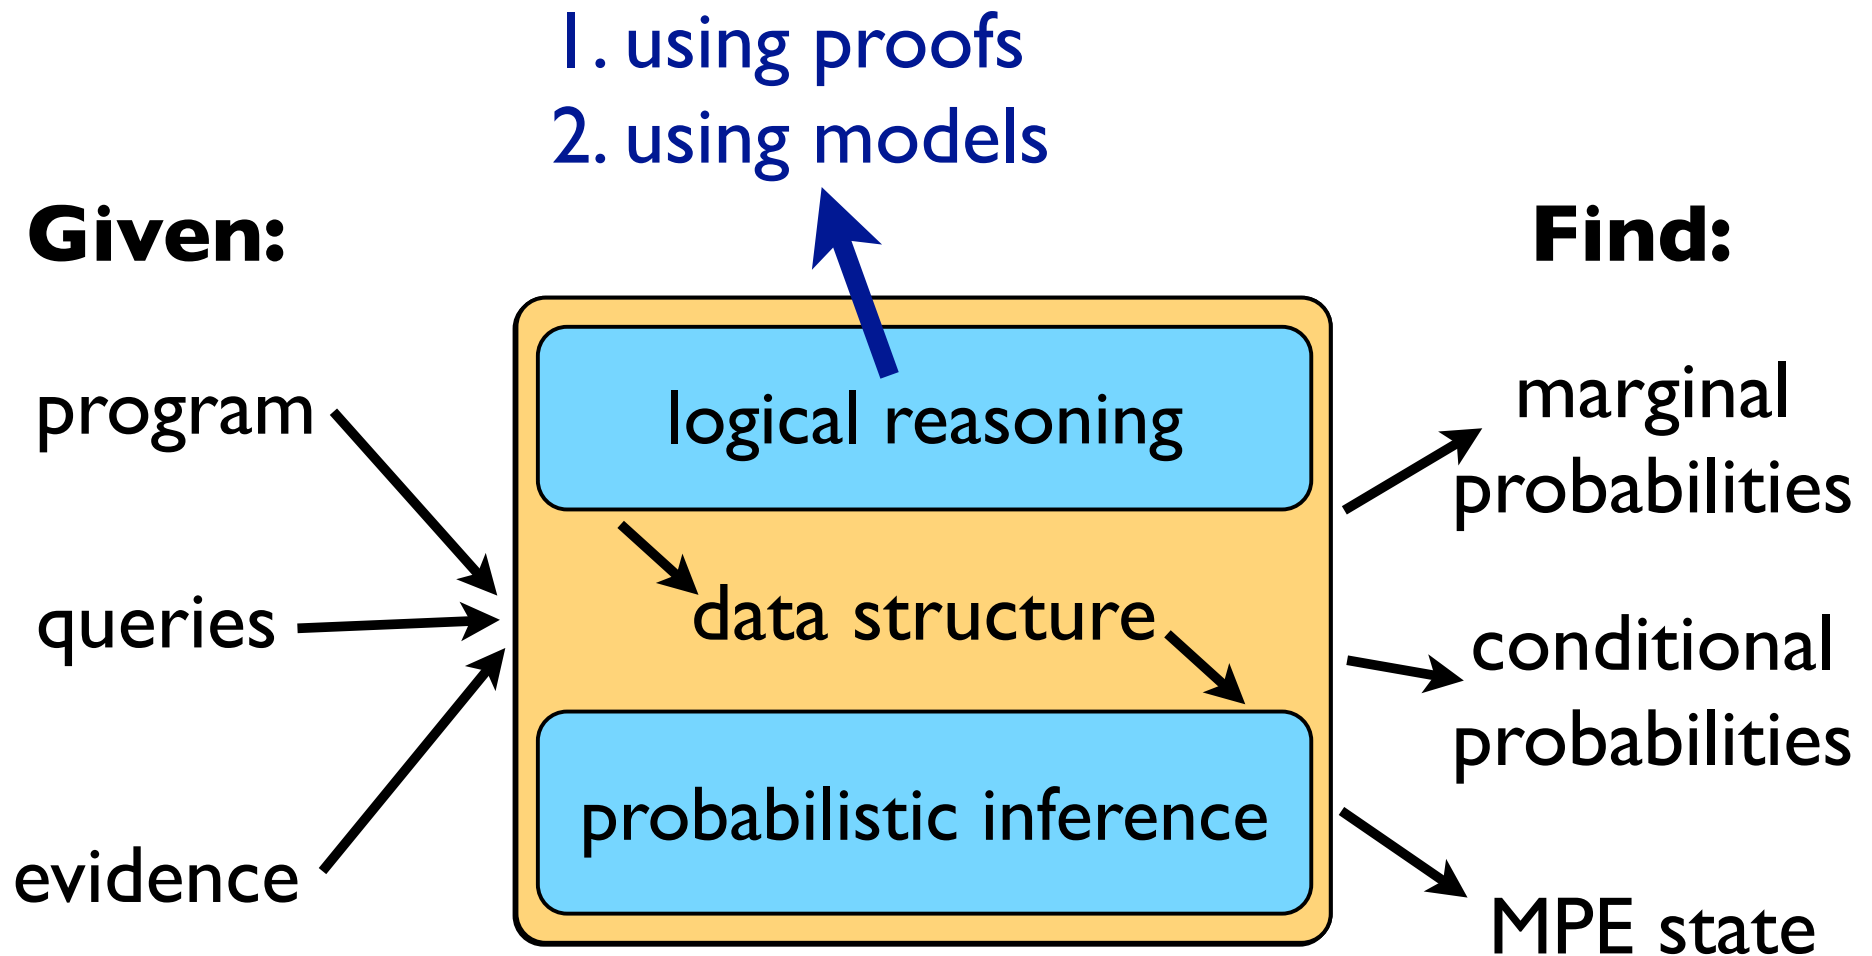 1. using proofs
2. using models
Given:
program
queries
evidence
logical reasoning
data structure
probabilistic inference
Find:
marginal
probabilities
conditional
probabilities
MPE state